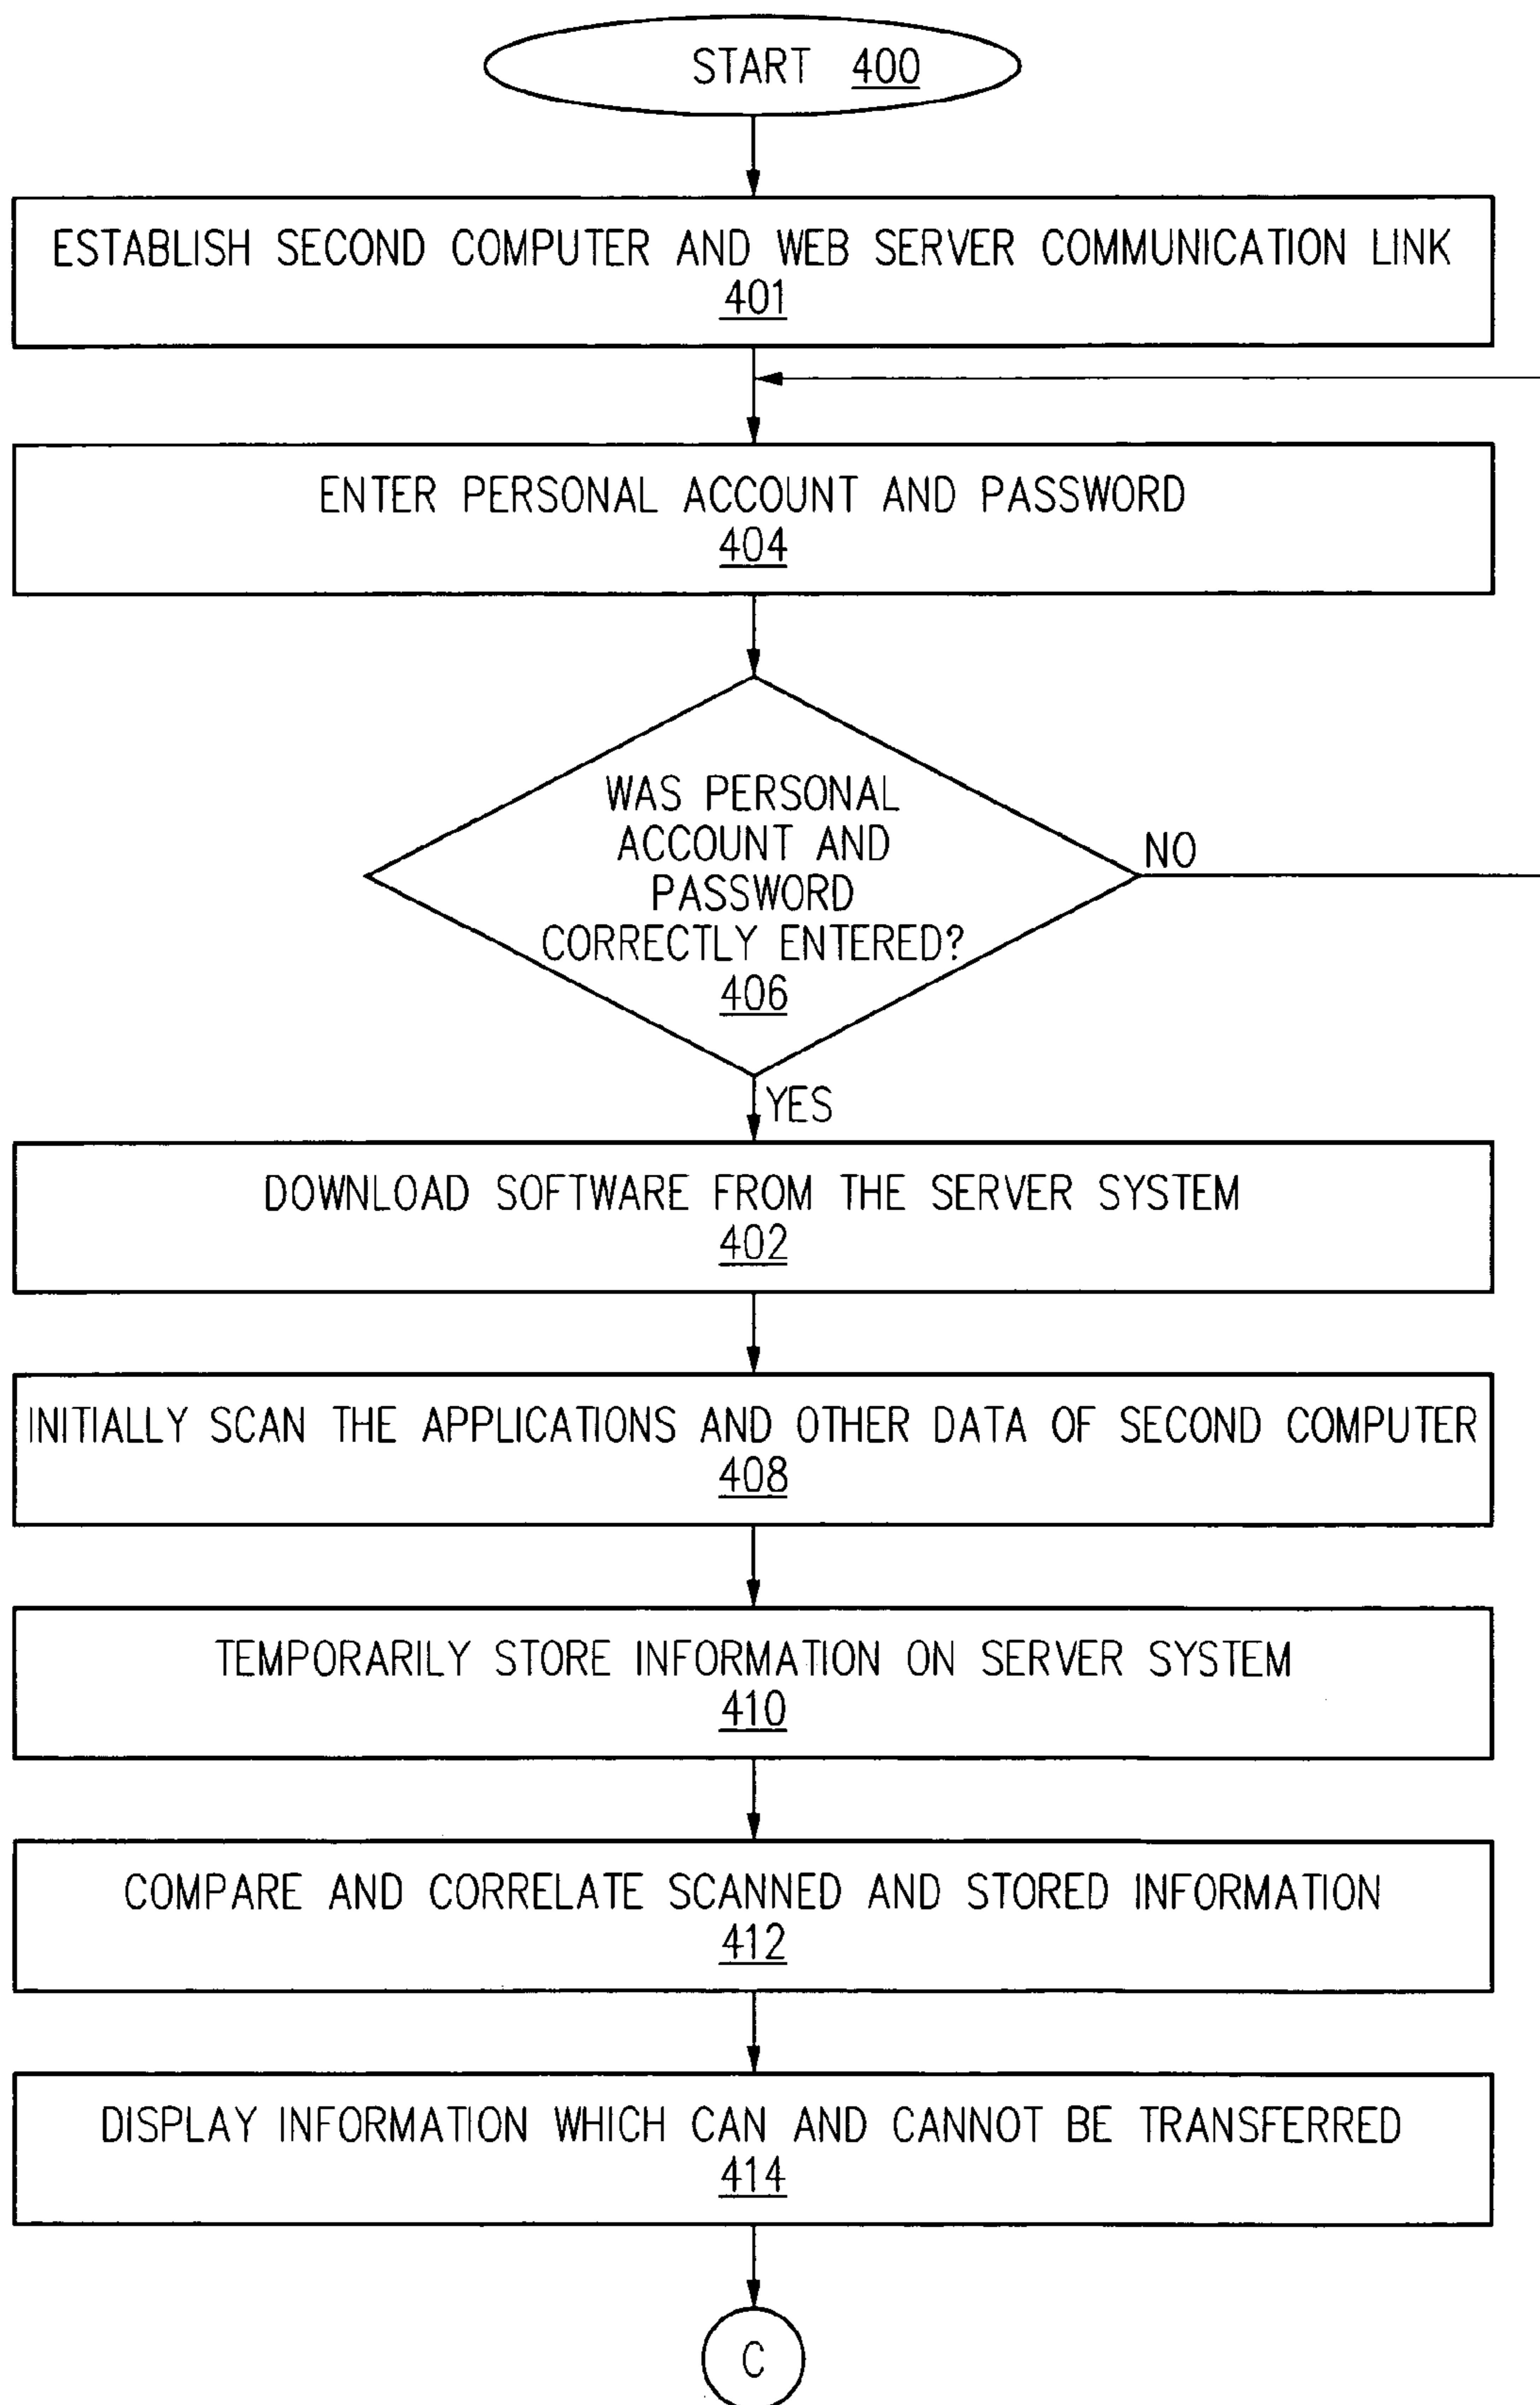 START 400
ESTABLISH SECOND COMPUTER AND WEB SERVER COMMUNICATION LINK
401
ENTER PERSONAL ACCOUNT AND PASSWORD
404
WAS PERSONAL
ACCOUNT AND
PASSWORD
CORRECTLY ENTERED?
406
NO
YES
DOWNLOAD SOFTWARE FROM THE SERVER SYSTEM
402
INITIALLY SCAN THE APPLICATIONS AND OTHER DATA OF SECOND COMPUTER
408
TEMPORARILY STORE INFORMATION ON SERVER SYSTEM
410
COMPARE AND CORRELATE SCANNED AND STORED INFORMATION
412
DISPLAY INFORMATION WHICH CAN AND CANNOT BE TRANSFERRED
414
C